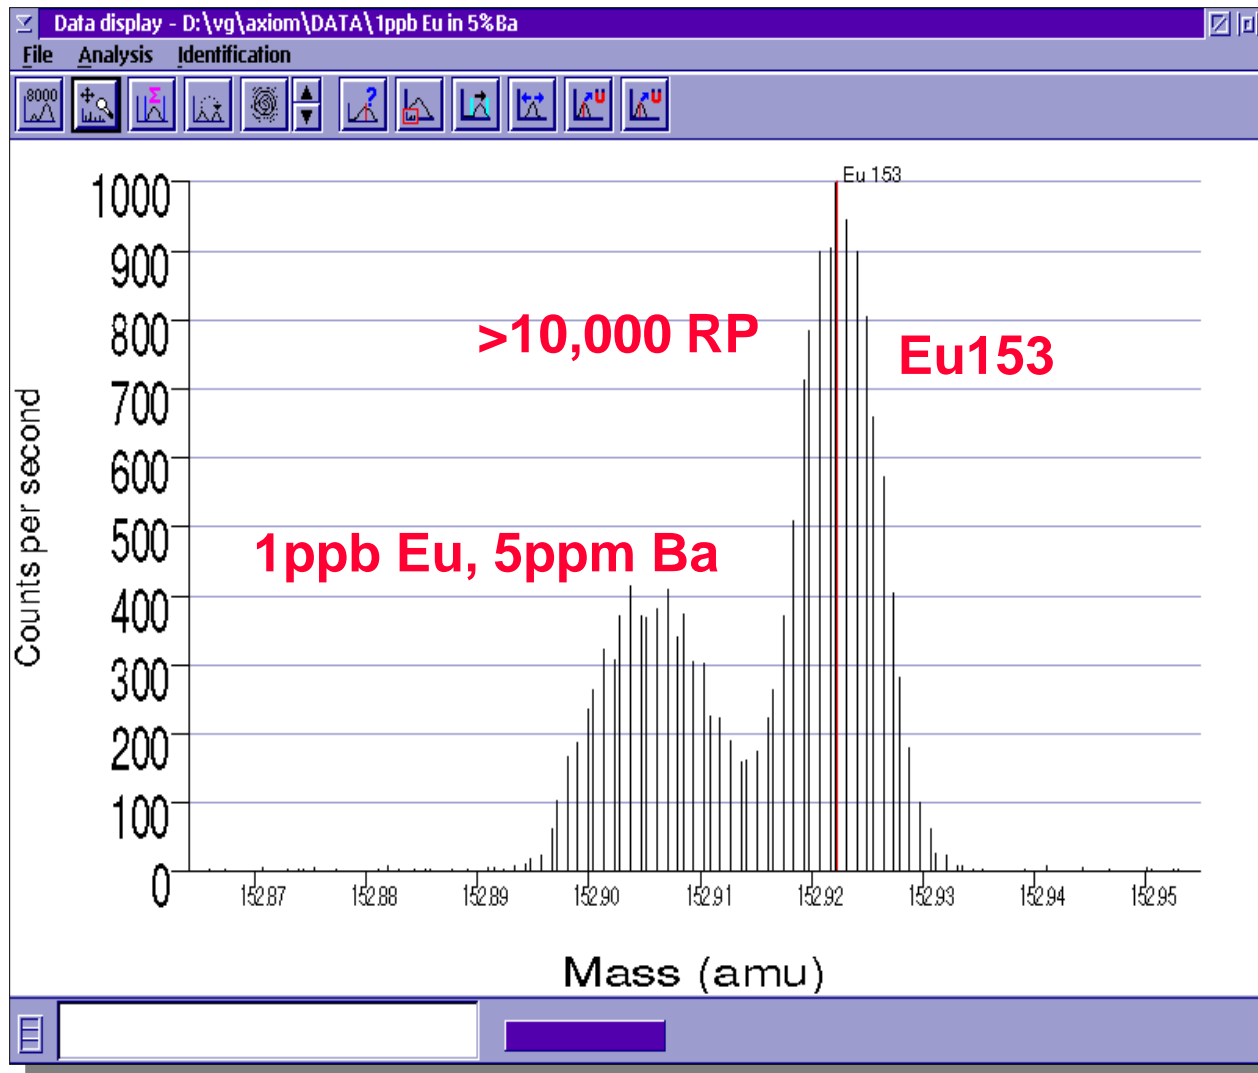 Data display - D:\vg\axiom\DATA\1ppb Eu in 5%Ba
File Analysis Identification
8000
Σ
?
U
U
Eu 153
1000
900
800
700
600
500
400
300
200
100
0
>10,000 RP
Eu153
1ppb Eu, 5ppm Ba
Counts per second
152.87 152.88 152.89 152.90 152.91 152.92 152.93 152.94 152.95
Mass (amu)